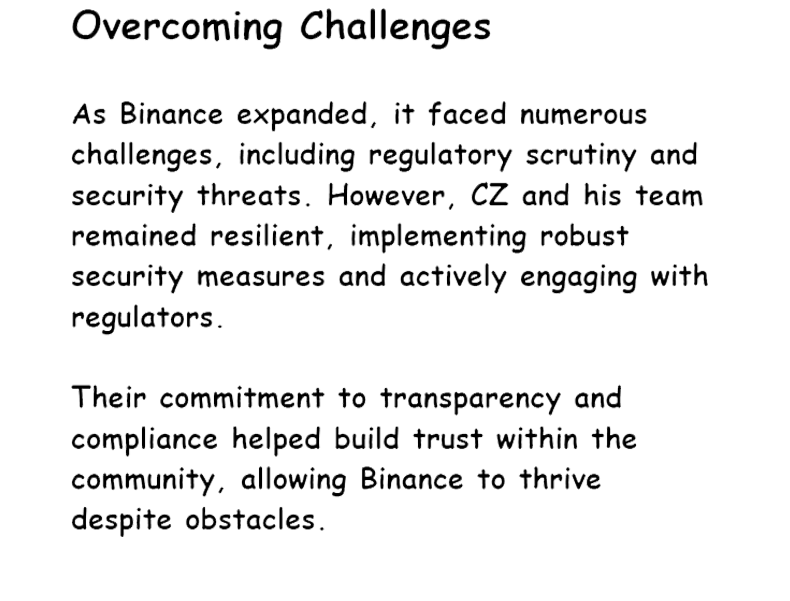 Overcoming Challenges
As Binance expanded, it faced numerous
challenges, including regulatory scrutiny and
security threats. However, CZ and his team
remained resilient, implementing robust
security measures and actively engaging with
regulators.
Their commitment to transparency and
compliance helped build trust within the
community, allowing Binance to thrive
despite obstacles.